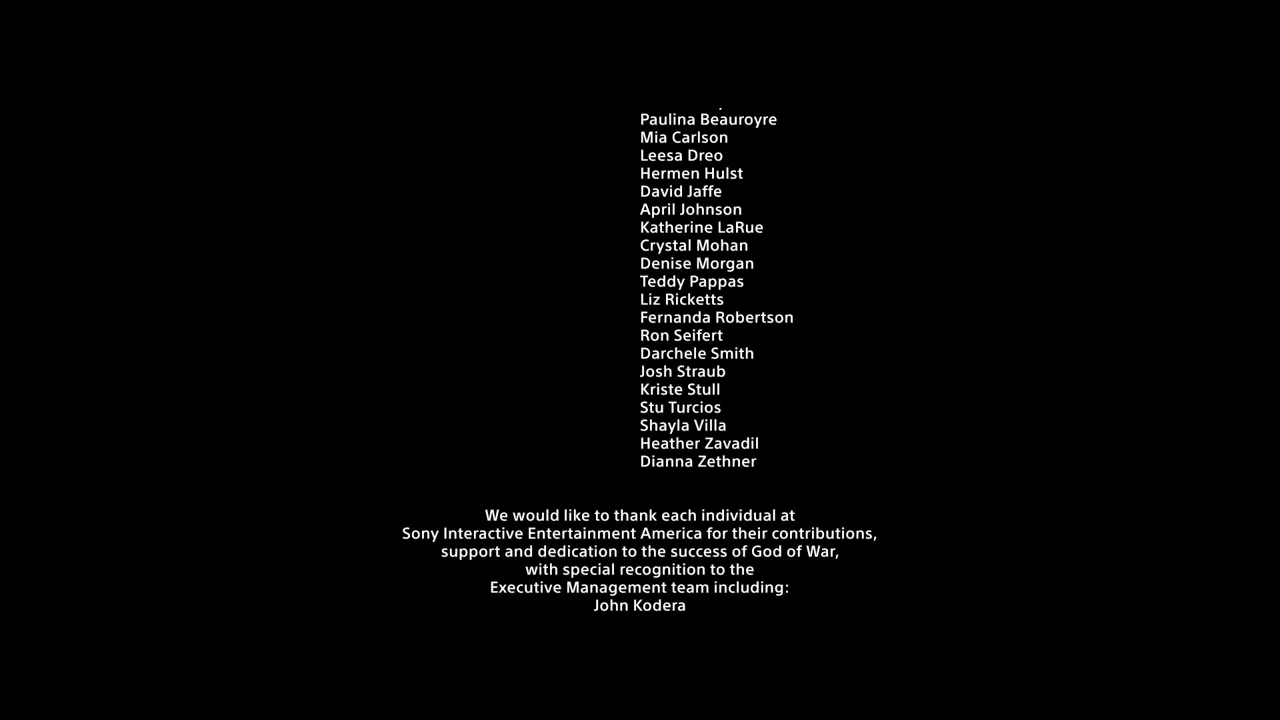 Paulina Beauroyre
Mia Carlson
Leesa Dreo
Hermen Hulst
David Jaffe
April Johnson
Katherine LaRue
Crystal Mohan
Denise Morgan
Teddy Pappas
Liz Ricketts
Fernanda Robertson
Ron Seifert
Darchele Smith
Josh Straub
Kriste Stull
Stu Turcios
Shayla Villa
Heather Zavadil
Dianna Zethner
We would like to thank each individual at
Sony Interactive Entertainment America for their contributions,
support and dedication to the success of God of War,
with special recognition to the
Executive Management team including:
John Kodera